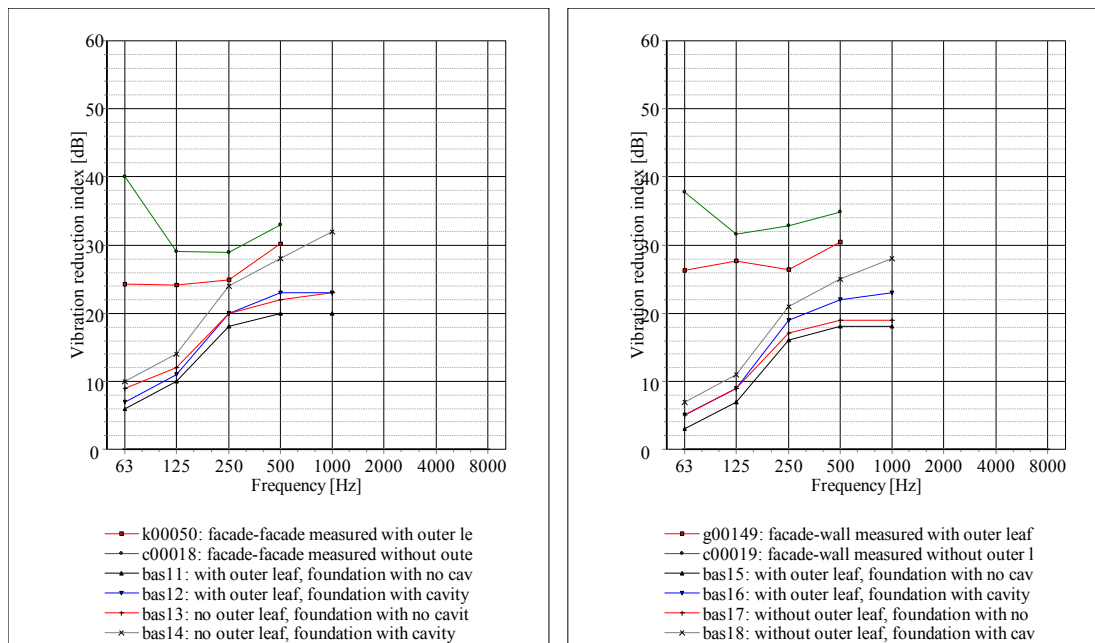 60
50
40
30
20
10
0
Vibration reduction index [dB]
63 125 250 500 1000 2000 4000 8000
Frequency [Hz]
k00050: facade-facade measured with outer le
c00018: facade-facade measured without oute
bas11: with outer leaf, foundation with no cav
bas12: with outer leaf, foundation with cavity
bas13: no outer leaf, foundation with no cavit
bas14: no outer leaf, foundation with cavity
60
50
40
30
20
10
0
Vibration reduction index [dB]
63 125 250 500 1000 2000 4000 8000
Frequency [Hz]
g00149: facade-wall measured with outer leaf
c00019: facade-wall measured without outer l
bas15: with outer leaf, foundation with no cav
bas16: with outer leaf, foundation with cavity
bas17: without outer leaf, foundation with no
bas18: without outer leaf, foundation with cav